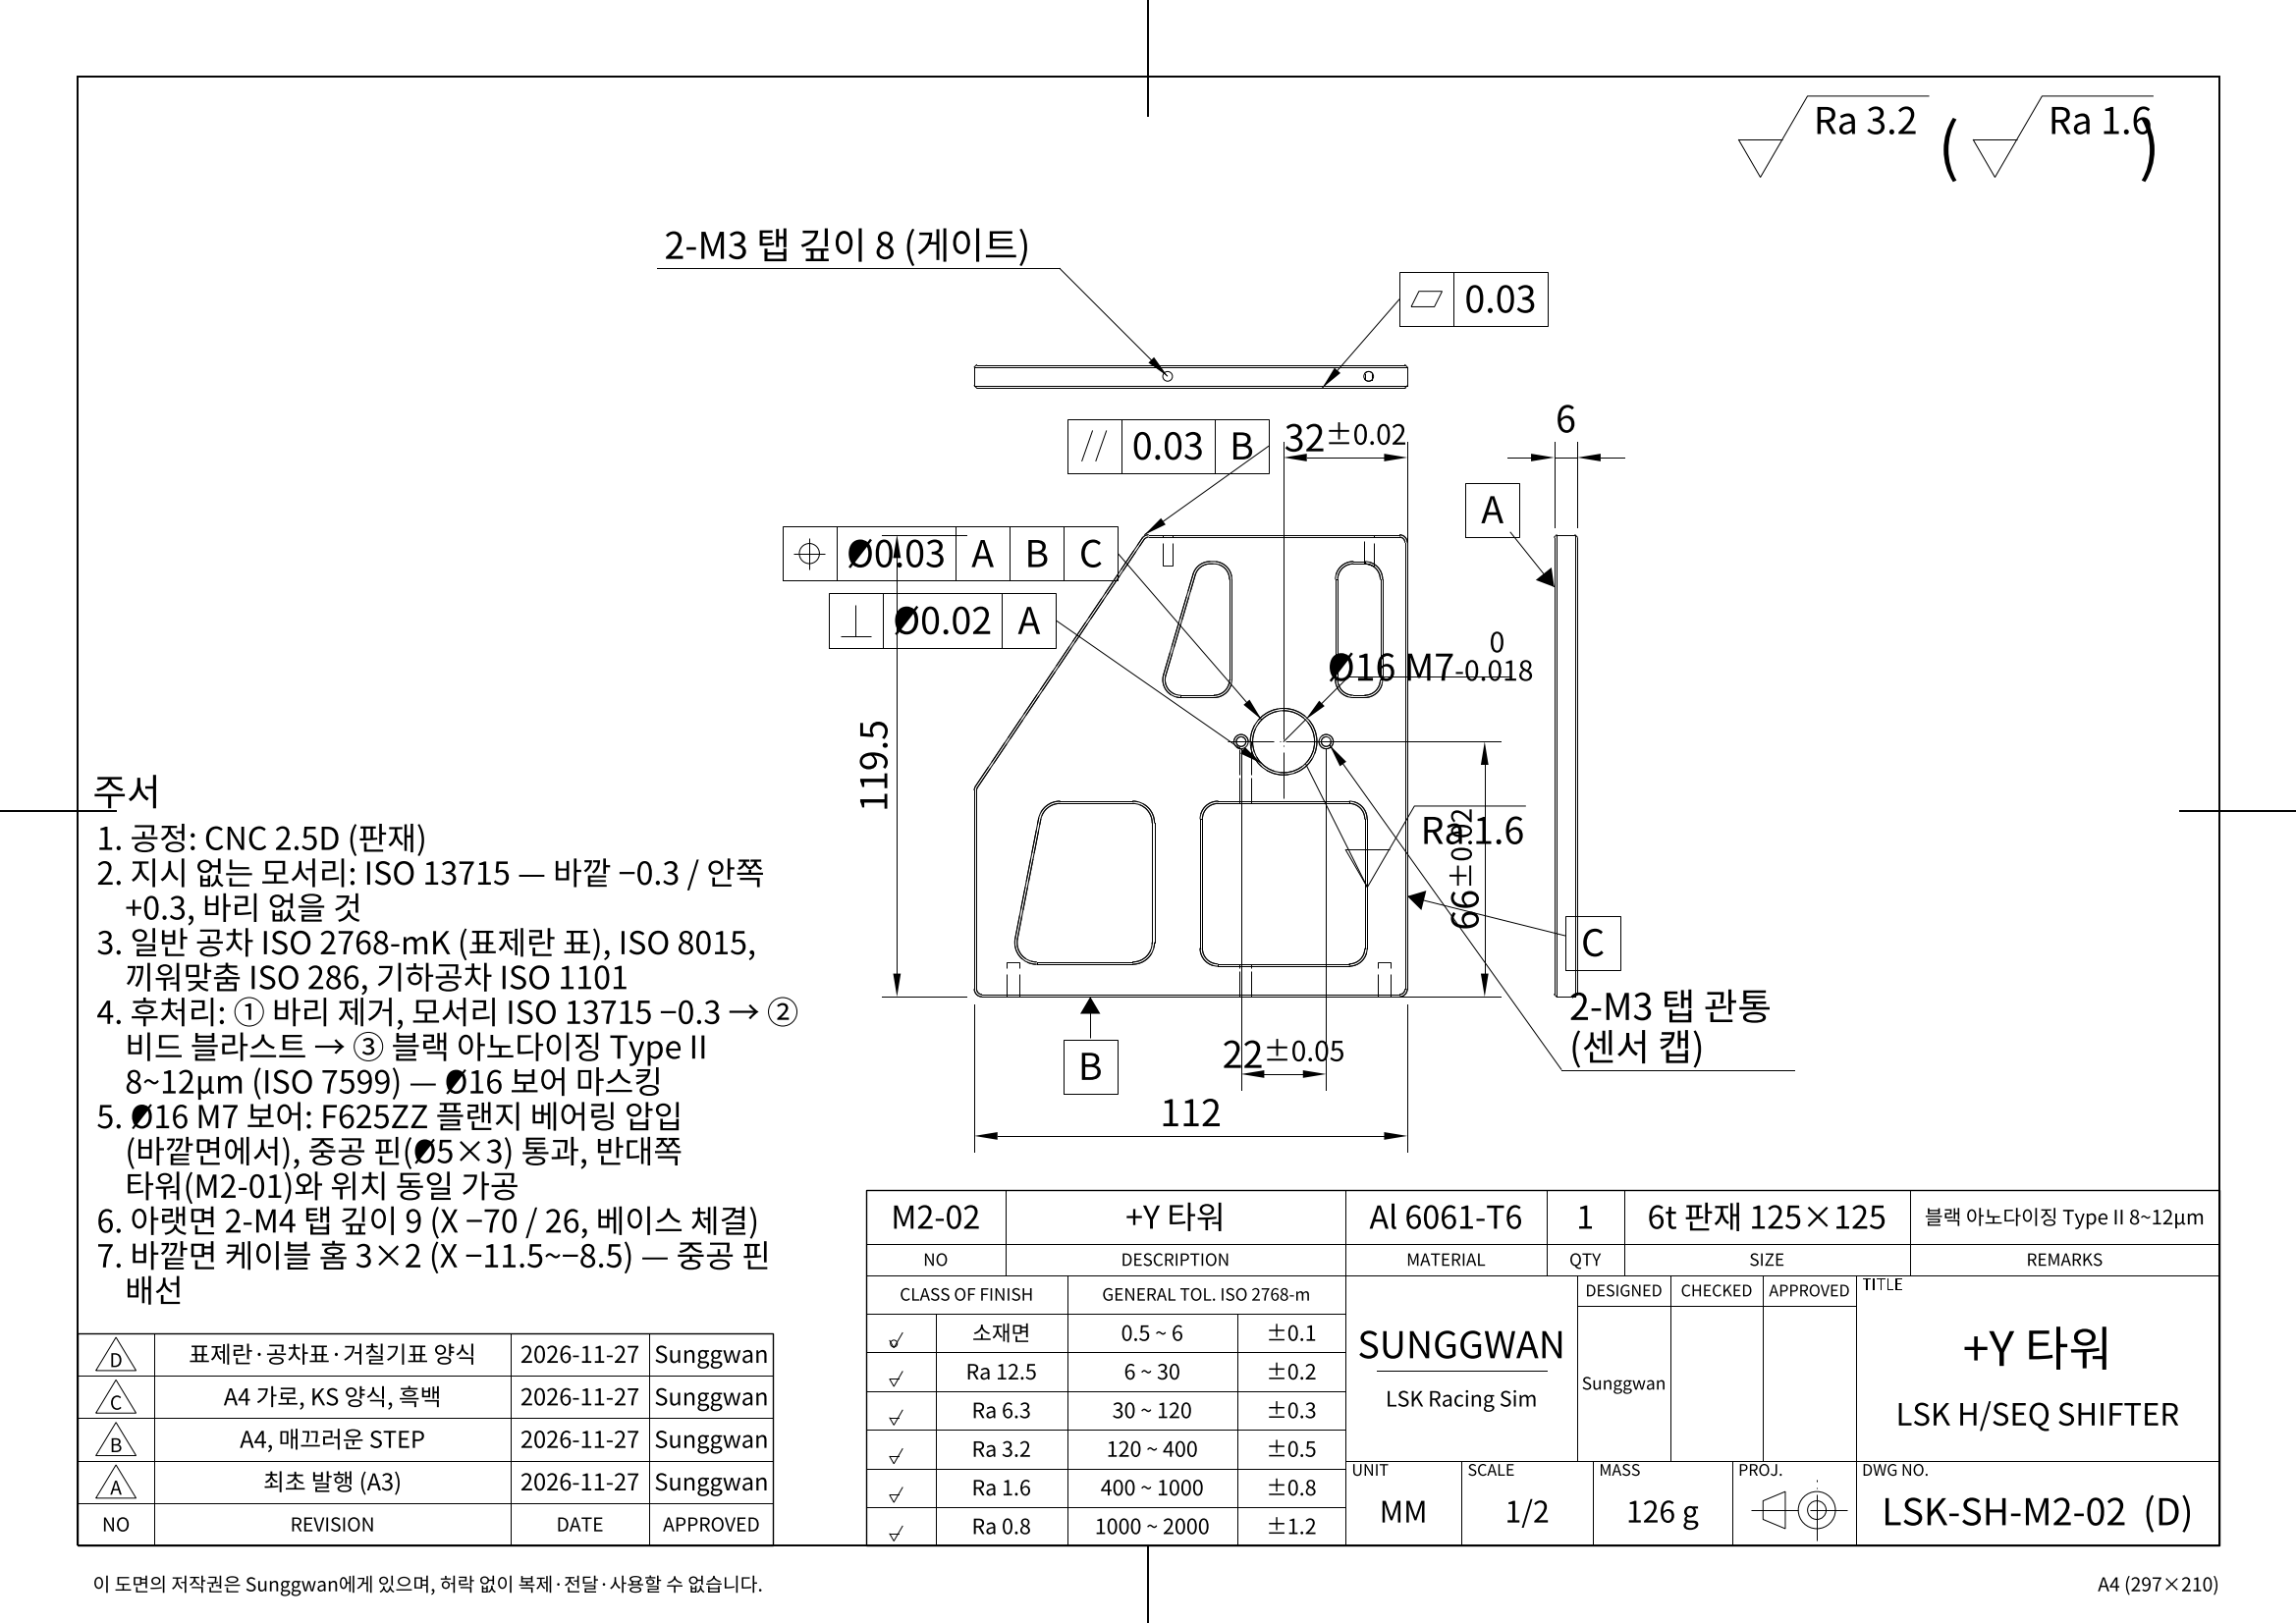 Ra 3.2 ( Ra 1.6 )
2-M3 탭 깊이 8 (게이트)
0.03
6
// 0.03 B
32±0.02
A
Ø0.03 A B C
⊥ Ø0.02 A
0
Ø16 M7-0.018
119.5
Ra 1.6
66±0.02
C
2-M3 탭 관통
(센서 캡)
B
22±0.05
112
주서
1. 공정: CNC 2.5D (판재)
2. 지시 없는 모서리: ISO 13715 — 바깥 −0.3 / 안쪽
+0.3, 바리 없을 것
3. 일반 공차 ISO 2768-mK (표제란 표), ISO 8015,
끼워맞춤 ISO 286, 기하공차 ISO 1101
4. 후처리: ① 바리 제거, 모서리 ISO 13715 −0.3 → ②
비드 블라스트 → ③ 블랙 아노다이징 Type II
8~12µm (ISO 7599) — Ø16 보어 마스킹
5. Ø16 M7 보어: F625ZZ 플랜지 베어링 압입
(바깥면에서), 중공 핀(Ø5×3) 통과, 반대쪽
타워(M2-01)와 위치 동일 가공
6. 아랫면 2-M4 탭 깊이 9 (X −70 / 26, 베이스 체결)
7. 바깥면 케이블 홈 3×2 (X −11.5~−8.5) — 중공 핀
배선
D 표제란·공차표·거칠기표 양식 2026-11-27 Sunggwan
C A4 가로, KS 양식, 흑백 2026-11-27 Sunggwan
B A4, 매끄러운 STEP 2026-11-27 Sunggwan
A 최초 발행 (A3) 2026-11-27 Sunggwan
NO REVISION DATE APPROVED
M2-02 +Y 타워 Al 6061-T6 1 6t 판재 125×125 블랙 아노다이징 Type II 8~12µm
NO DESCRIPTION MATERIAL QTY SIZE REMARKS
CLASS OF FINISH GENERAL TOL. ISO 2768-m
소재면 0.5 ~ 6 ±0.1
Ra 12.5 6 ~ 30 ±0.2
Ra 6.3 30 ~ 120 ±0.3
Ra 3.2 120 ~ 400 ±0.5
Ra 1.6 400 ~ 1000 ±0.8
Ra 0.8 1000 ~ 2000 ±1.2
SUNGGWAN
LSK Racing Sim
DESIGNED CHECKED APPROVED
Sunggwan
TITLE
+Y 타워
LSK H/SEQ SHIFTER
UNIT SCALE MASS PROJ. DWG NO.
MM 1/2 126 g LSK-SH-M2-02 (D)
이 도면의 저작권은 Sunggwan에게 있으며, 허락 없이 복제·전달·사용할 수 없습니다.
A4 (297×210)